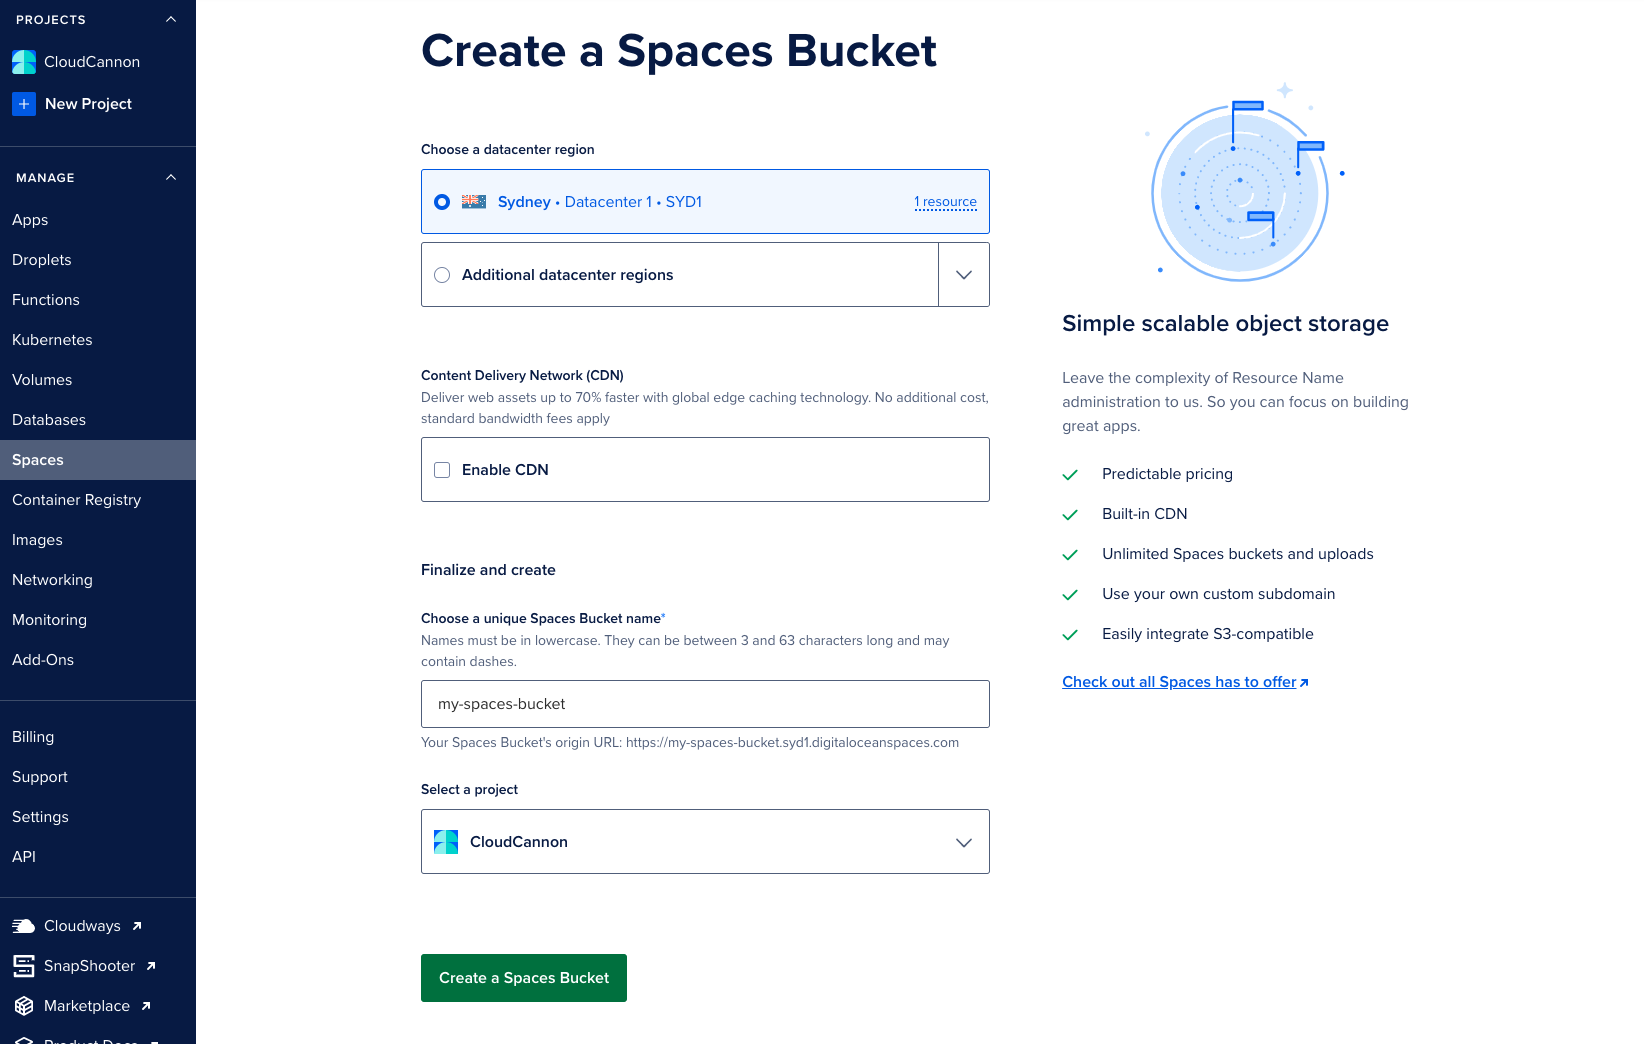 PROJECTS
CloudCannon
New Project
MANAGE
Apps
Droplets
Functions
Kubernetes
Volumes
Databases
Spaces
Container Registry
Images
Networking
Monitoring
Add-Ons
Billing
Support
Settings
API
Cloudways
SnapShooter
Marketplace
Product Docs
Create a Spaces Bucket
Choose a datacenter region
Sydney • Datacenter 1 • SYD1
1 resource
Additional datacenter regions
Content Delivery Network (CDN)
Deliver web assets up to 70% faster with global edge caching technology. No additional cost,
standard bandwidth fees apply
Enable CDN
Finalize and create
Choose a unique Spaces Bucket name*
Names must be in lowercase. They can be between 3 and 63 characters long and may
contain dashes.
my-spaces-bucket
Your Spaces Bucket's origin URL: https://my-spaces-bucket.syd1.digitaloceanspaces.com
Select a project
CloudCannon
Create a Spaces Bucket
Simple scalable object storage
Leave the complexity of Resource Name
administration to us. So you can focus on building
great apps.
Predictable pricing
Built-in CDN
Unlimited Spaces buckets and uploads
Use your own custom subdomain
Easily integrate S3-compatible
Check out all Spaces has to offer